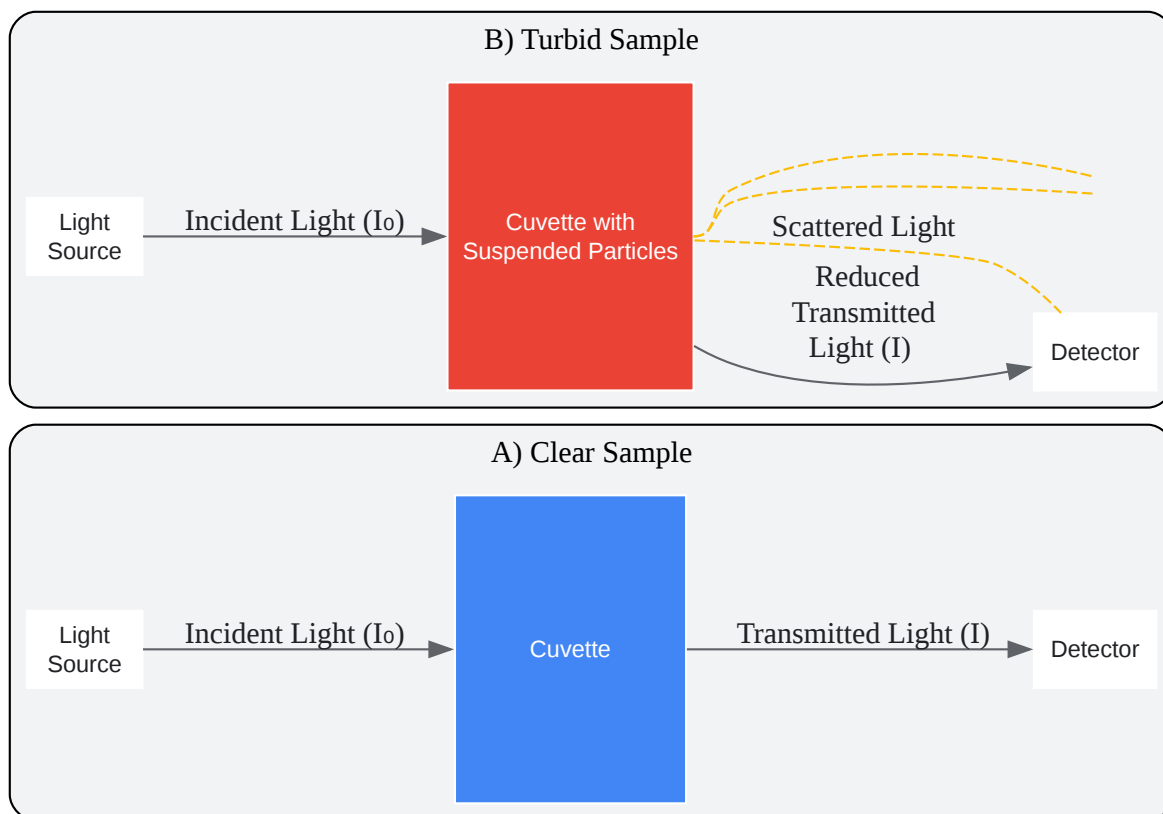 B) Turbid Sample
Light
Source
Incident Light (I₀)
Cuvette with
Suspended Particles
Scattered Light
Reduced
Transmitted
Light (I)
Detector
A) Clear Sample
Light
Source
Incident Light (I₀)
Cuvette
Transmitted Light (I)
Detector